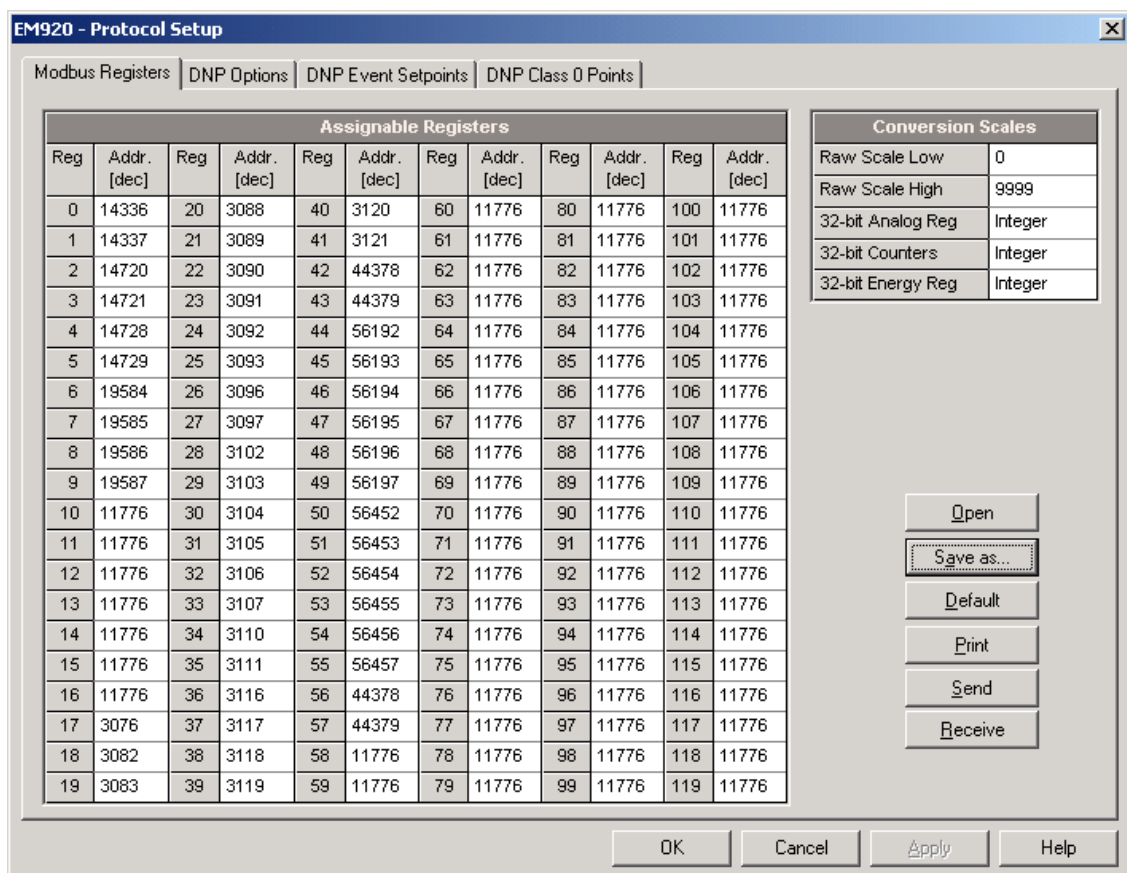 EM920 - Protocol Setup
Modbus Registers DNP Options DNP Event Setpoints DNP Class 0 Points
Assignable Registers
Reg Addr. [dec] Reg Addr. [dec] Reg Addr. [dec] Reg Addr. [dec] Reg Addr. [dec] Reg Addr. [dec]
0 14336 20 3088 40 3120 60 11776 80 11776 100 11776
1 14337 21 3089 41 3121 61 11776 81 11776 101 11776
2 14720 22 3090 42 44378 62 11776 82 11776 102 11776
3 14721 23 3091 43 44379 63 11776 83 11776 103 11776
4 14728 24 3092 44 56192 64 11776 84 11776 104 11776
5 14729 25 3093 45 56193 65 11776 85 11776 105 11776
6 19584 26 3096 46 56194 66 11776 86 11776 106 11776
7 19585 27 3097 47 56195 67 11776 87 11776 107 11776
8 19586 28 3102 48 56196 68 11776 88 11776 108 11776
9 19587 29 3103 49 56197 69 11776 89 11776 109 11776
10 11776 30 3104 50 56452 70 11776 90 11776 110 11776
11 11776 31 3105 51 56453 71 11776 91 11776 111 11776
12 11776 32 3106 52 56454 72 11776 92 11776 112 11776
13 11776 33 3107 53 56455 73 11776 93 11776 113 11776
14 11776 34 3110 54 56456 74 11776 94 11776 114 11776
15 11776 35 3111 55 56457 75 11776 95 11776 115 11776
16 11776 36 3116 56 44378 76 11776 96 11776 116 11776
17 3076 37 3117 57 44379 77 11776 97 11776 117 11776
18 3082 38 3118 58 11776 78 11776 98 11776 118 11776
19 3083 39 3119 59 11776 79 11776 99 11776 119 11776
Conversion Scales
Raw Scale Low 0
Raw Scale High 9999
32-bit Analog Reg Integer
32-bit Counters Integer
32-bit Energy Reg Integer
Open
Save as...
Default
Print
Send
Receive
OK Cancel Apply Help